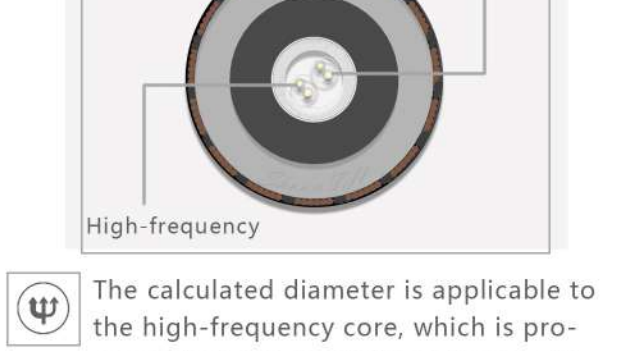 High-frequency
The calculated diameter is applicable to
the high-frequency core, which is pro-